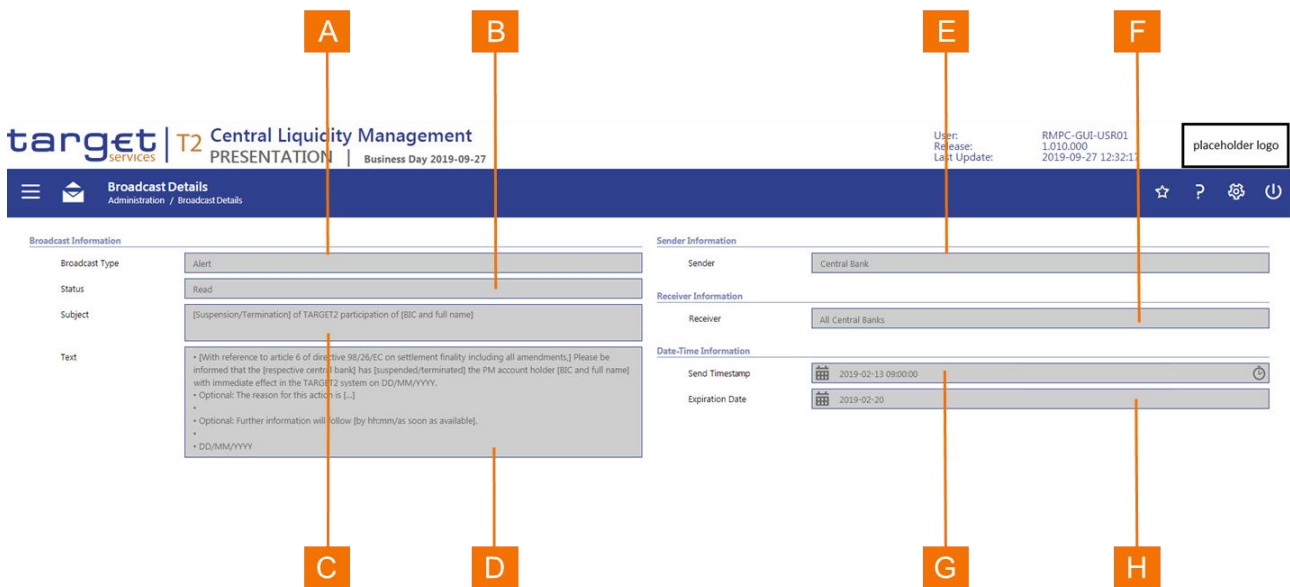 A B E F
target services | T2 Central Liquidity Management
PRESENTATION | Business Day 2019-09-27
User: RMPC-GUI-USR01
Release: 1.010.000
Last Update: 2019-09-27 12:32:17
placeholder logo
Broadcast Details
Administration / Broadcast Details
?
Broadcast Information
Broadcast Type Alert
Status Read
Subject [Suspension/Termination] of TARGET2 participation of [BIC and full name]
Text • [With reference to article 6 of directive 98/26/EC on settlement finality including all amendments,] Please be
informed that the [respective central bank] has [suspended/terminated] the PM account holder [BIC and full name]
with immediate effect in the TARGET2 system on DD/MM/YYYY.
• Optional: The reason for this action is [...]
•
• Optional: Further information will follow [by hh:mm/as soon as available].
•
• DD/MM/YYYY
Sender Information
Sender Central Bank
Receiver Information
Receiver All Central Banks
Date-Time Information
Send Timestamp 2019-02-13 09:00:00
Expiration Date 2019-02-20
C D G H